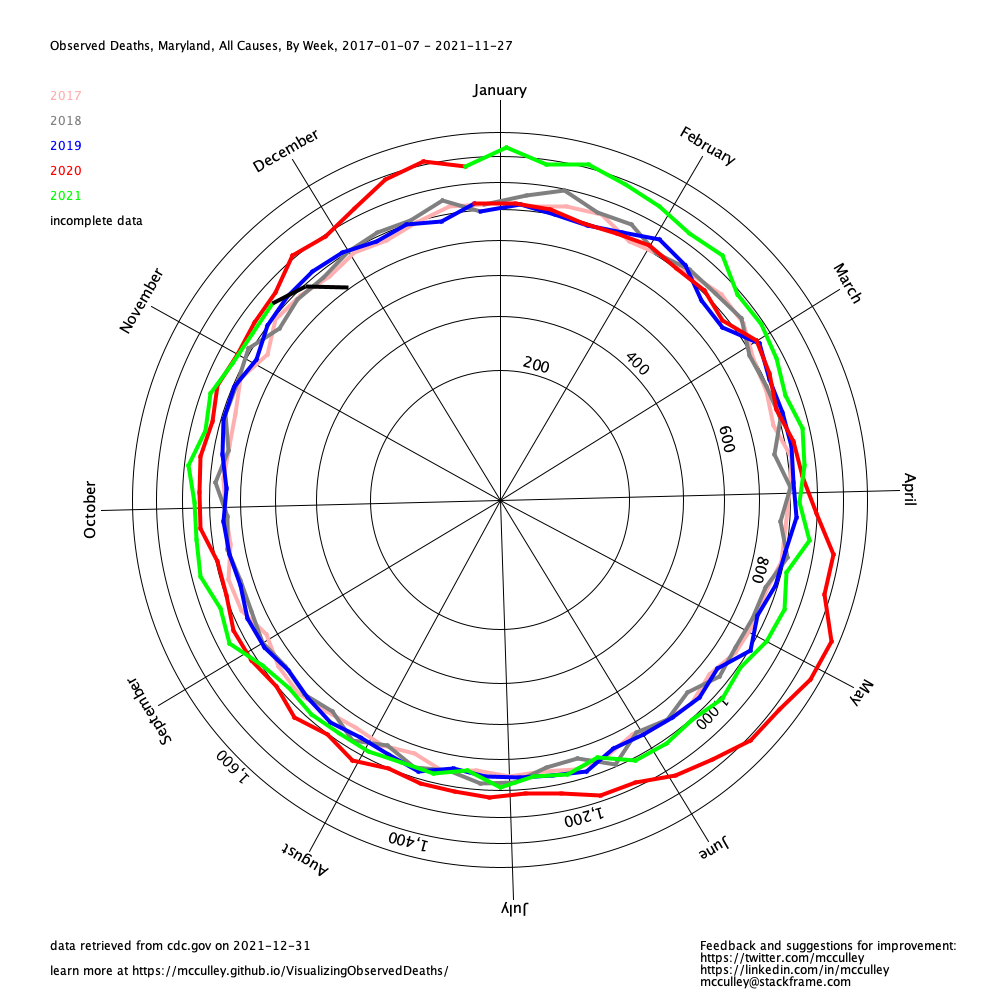 Observed Deaths, Maryland, All Causes, By Week, 2017-01-07 - 2021-11-27
2017
2018
2019
2020
2021
incomplete data
January
February
March
April
May
June
July
August
September
October
November
December
200
400
600
800
1,000
1,200
1,400
1,600
data retrieved from cdc.gov on 2021-12-31
learn more at https://mcculley.github.io/VisualizingObservedDeaths/
Feedback and suggestions for improvement:
https://twitter.com/mcculley
https://linkedin.com/in/mcculley
mcculley@stackframe.com